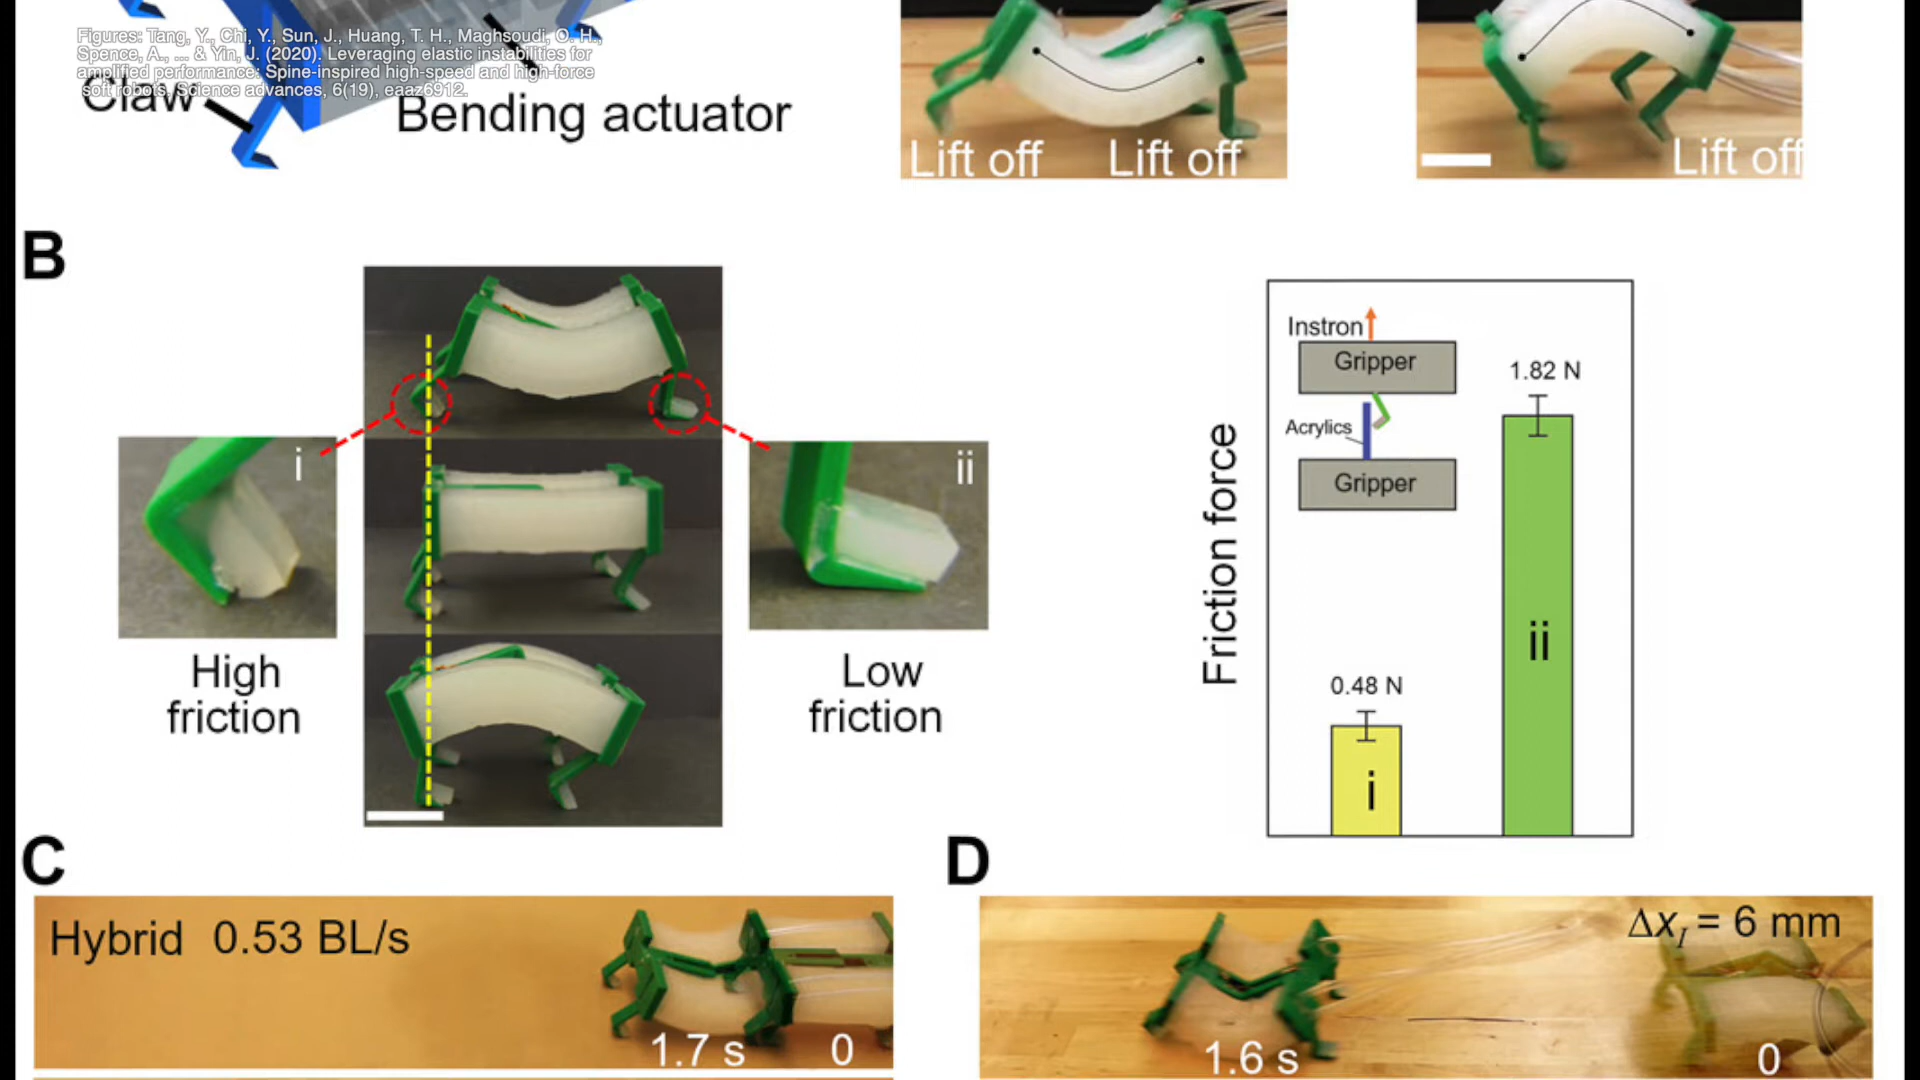 Figures: Tang, Y., Chi, Y., Sun, J., Huang, T. H., Maghsoudi, O. H.,
Spence, A., ... & Yin, J. (2020). Leveraging elastic instabilities for
amplified performance: Spine-inspired high-speed and high-force
soft robots. Science advances, 6(19), eaaz6912.
Claw
Bending actuator
Lift off
Lift off
Lift off
B
i
ii
High
friction
Low
friction
Friction force
Instron
Gripper
Acrylics
Gripper
1.82 N
0.48 N
i
ii
C
Hybrid 0.53 BL/s
1.7 s
0
D
Δx_I = 6 mm
1.6 s
0